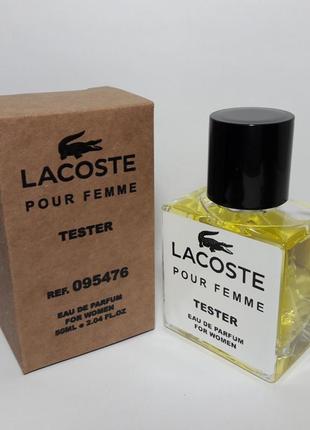 LACOSTE
POUR FEMME
TESTER
REF. 095476
EAU DE PARFUM
FOR WOMEN
50ML ● 2.04 FL.OZ
LACOSTE
POUR FEMME
TESTER
EAU DE PARFUM
FOR WOMEN